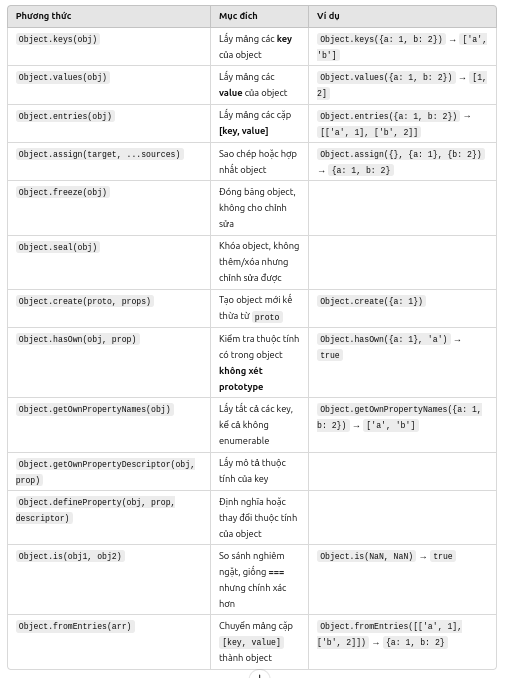 Phương thức Mục đích Ví dụ
Object.keys(obj) Lấy mảng các key Object.keys({a: 1, b: 2}) → ['a',
của object 'b']
Object.values(obj) Lấy mảng các Object.values({a: 1, b: 2}) → [1,
value của object 2]
Object.entries(obj) Lấy mảng các cặp Object.entries({a: 1, b: 2}) →
[key, value] [['a', 1], ['b', 2]]
Object.assign(target, ...sources) Sao chép hoặc hợp Object.assign({}, {a: 1}, {b: 2})
nhất object → {a: 1, b: 2}
Object.freeze(obj) Đóng băng object,
không cho chỉnh
sửa
Object.seal(obj) Khóa object, không
thêm/xóa nhưng
chỉnh sửa được
Object.create(proto, props) Tạo object mới kế Object.create({a: 1})
thừa từ proto
Object.hasOwn(obj, prop) Kiểm tra thuộc tính Object.hasOwn({a: 1}, 'a') →
có trong object true
không xét
prototype
Object.getOwnPropertyNames(obj) Lấy tất cả các key, Object.getOwnPropertyNames({a: 1,
kể cả không b: 2}) → ['a', 'b']
enumerable
Object.getOwnPropertyDescriptor(obj, Lấy mô tả thuộc
prop) tính của key
Object.defineProperty(obj, prop, Định nghĩa hoặc
descriptor) thay đổi thuộc tính
của object
Object.is(obj1, obj2) So sánh nghiêm Object.is(NaN, NaN) → true
ngặt, giống ===
nhưng chính xác
hơn
Object.fromEntries(arr) Chuyển mảng cặp Object.fromEntries([['a', 1],
[key, value] ['b', 2]]) → {a: 1, b: 2}
thành object